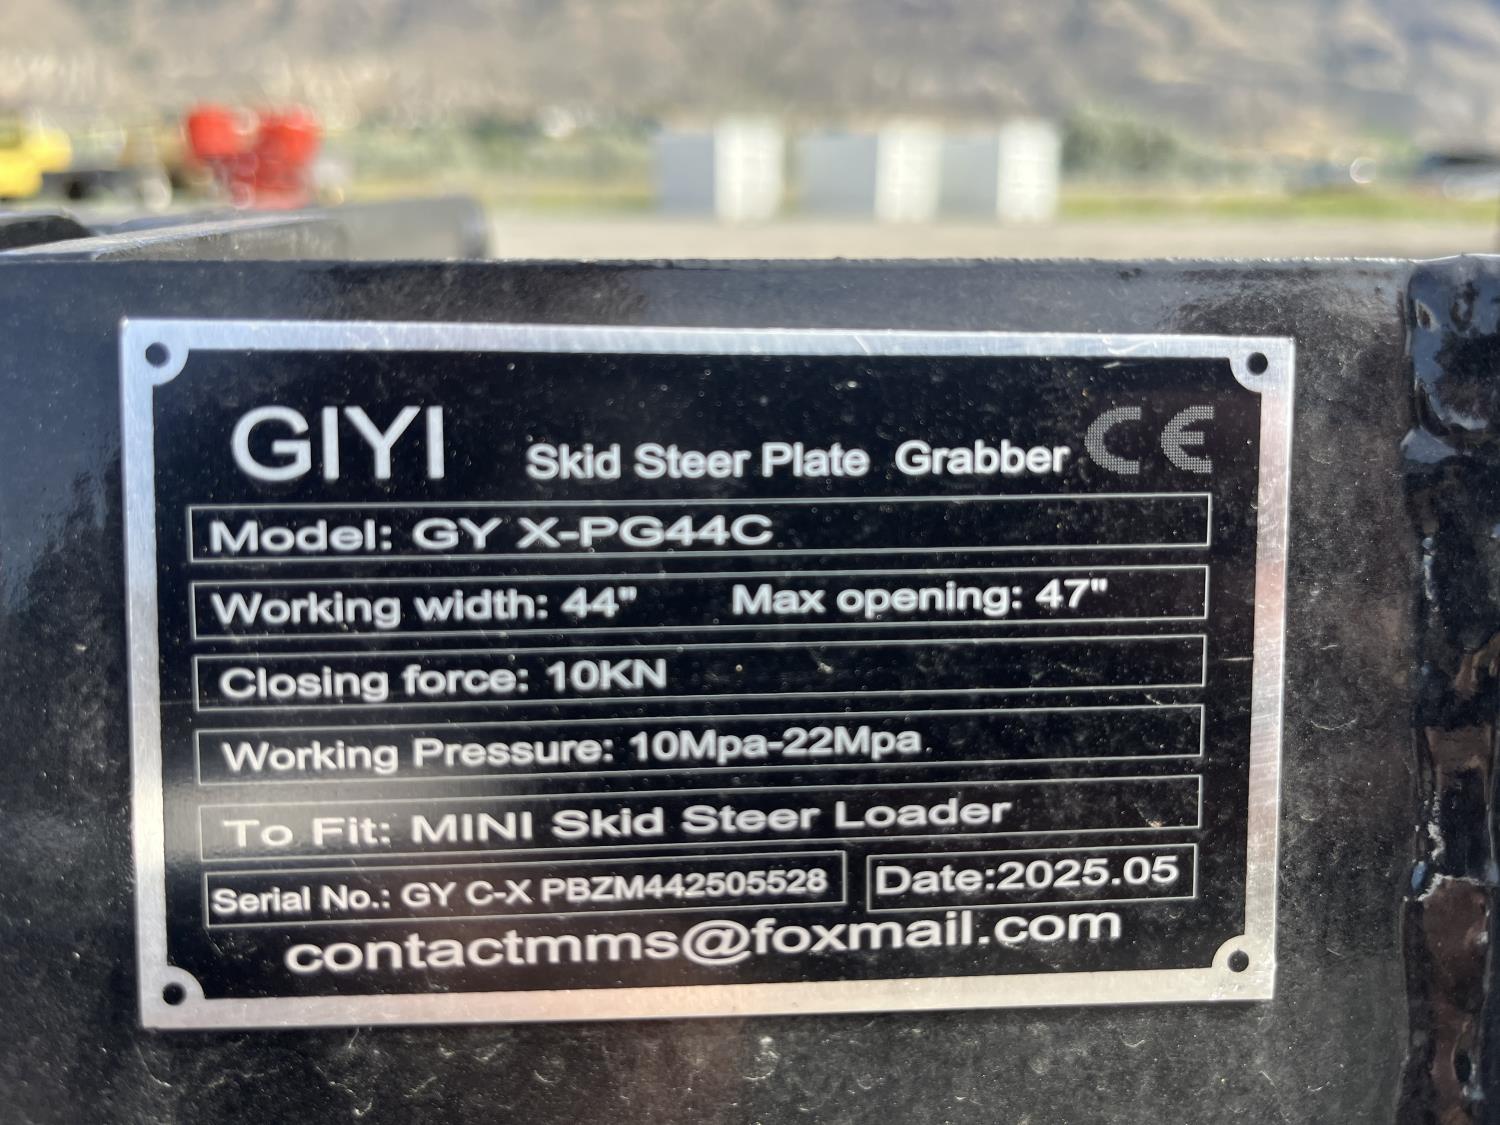 GIYI Skid Steer Plate Grabber CE
Model: GY X-PG44C
Working width: 44" Max opening: 47"
Closing force: 10KN
Working Pressure: 10Mpa-22Mpa
To Fit: MINI Skid Steer Loader
Serial No.: GY C-X PBZM442505528 Date:2025.05
contactmms@foxmail.com